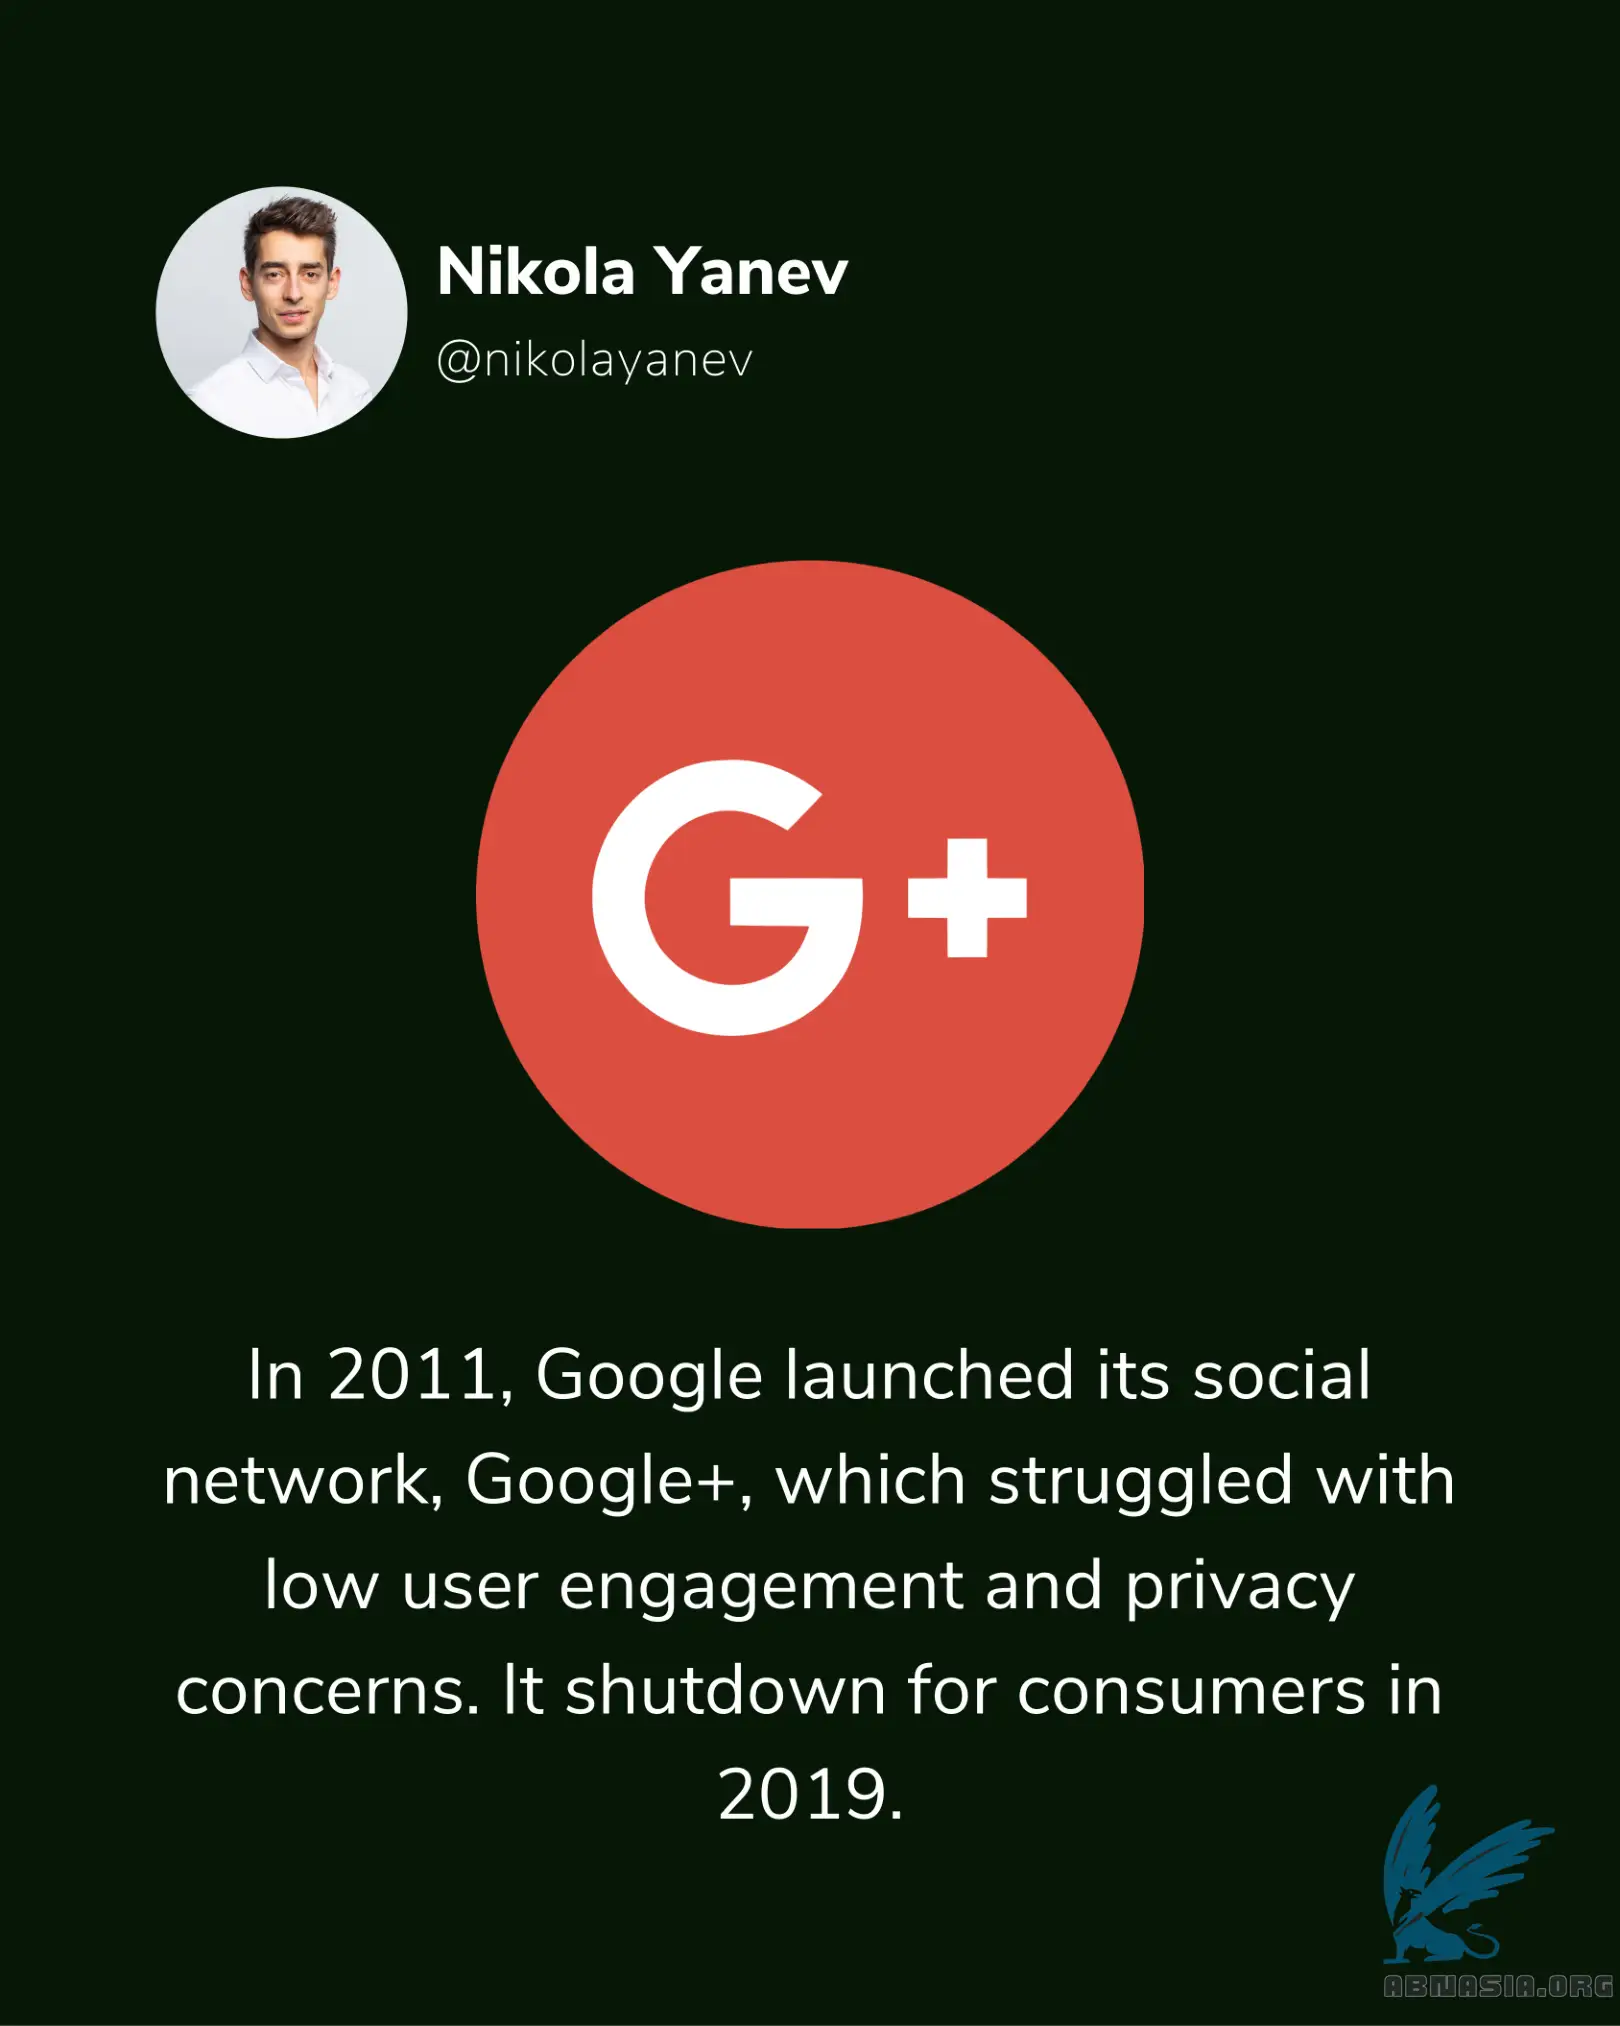 Nikola Yanev
@nikolayanev
G+
In 2011, Google launched its social
network, Google+, which struggled with
low user engagement and privacy
concerns. It shutdown for consumers in
2019.
ABNASIA.ORG